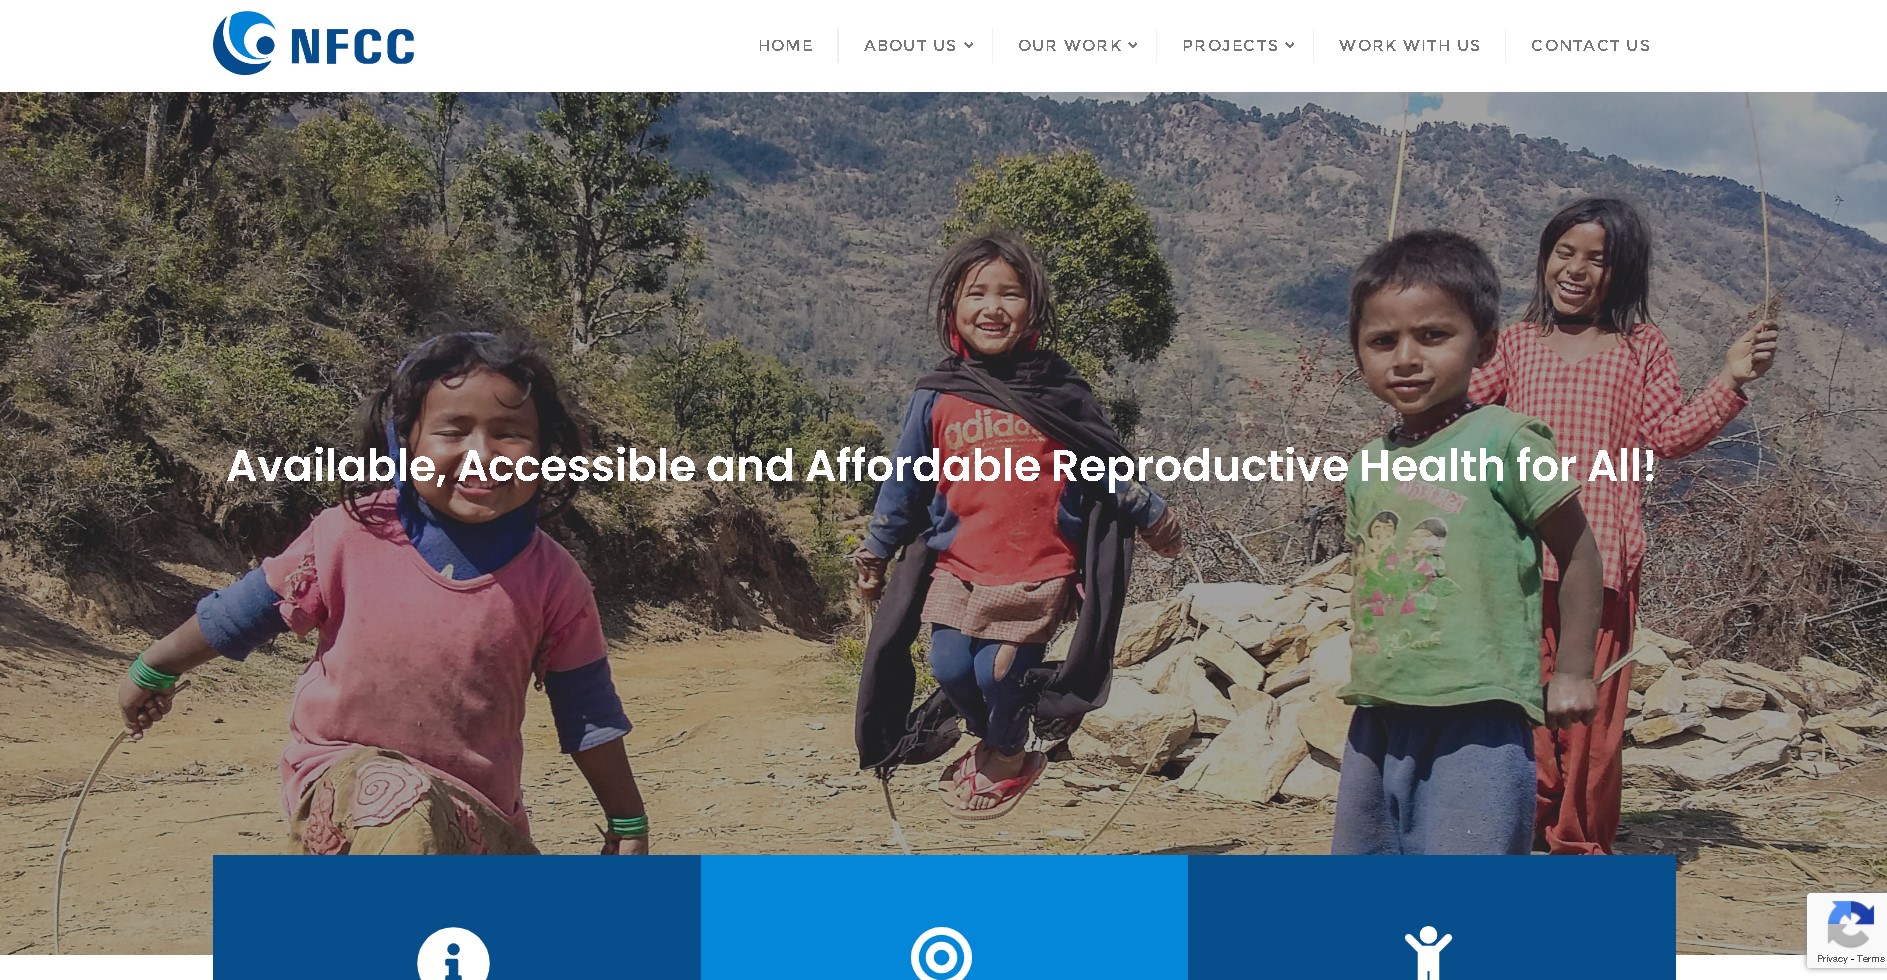 NFCC
HOME
ABOUT US
OUR WORK
PROJECTS
WORK WITH US
CONTACT US
adidas
Available, Accessible and Affordable Reproductive Health for All!
Privacy - Terms